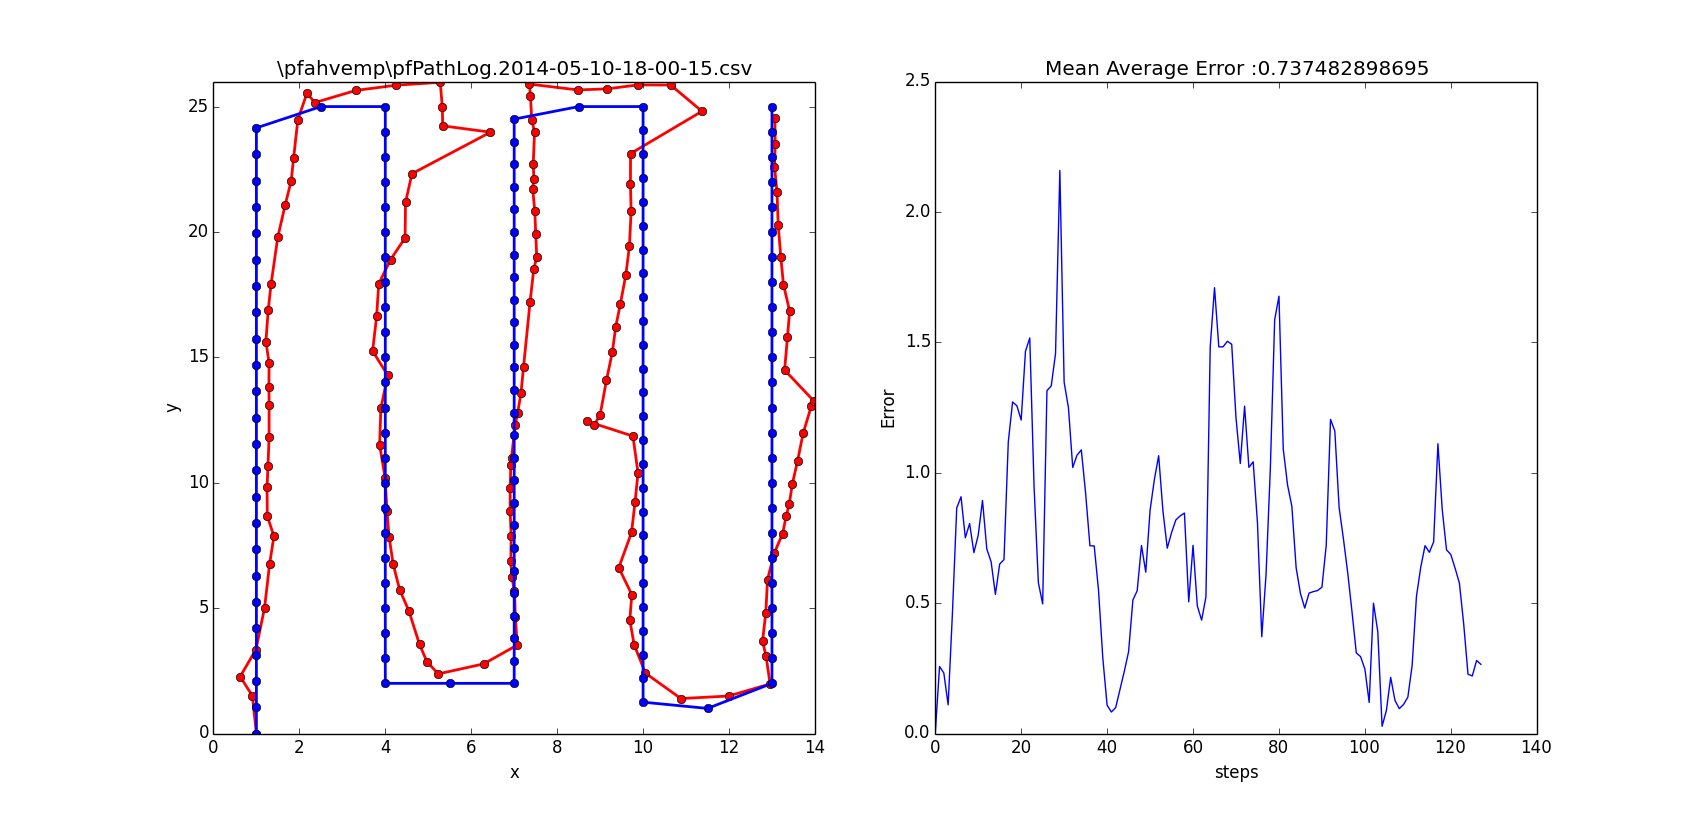 \pfahvemp\pfPathLog.2014-05-10-18-00-15.csv
25
20
15
10
5
0
y
0 2 4 6 8 10 12 14
x
Mean Average Error :0.737482898695
2.5
2.0
1.5
1.0
0.5
0.0
Error
0 20 40 60 80 100 120 140
steps